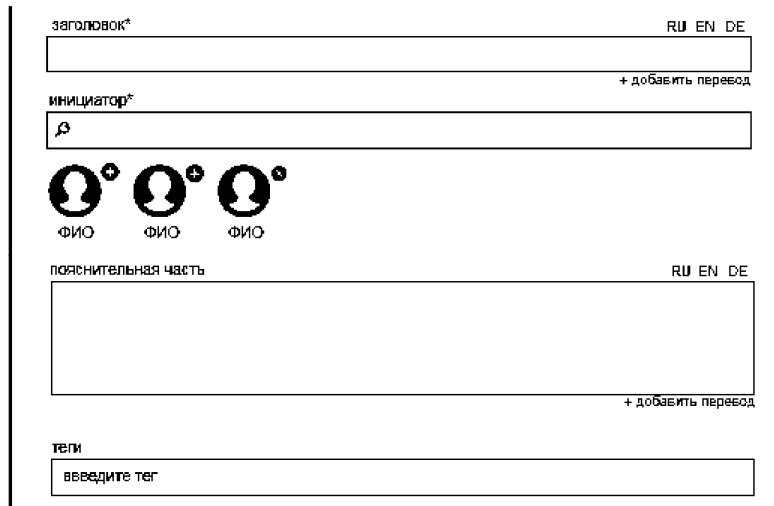 заголовок*
RU EN DE
+ добавить перевод
инициатор*
ФИО ФИО ФИО
пояснительная часть
RU EN DE
+ добавить перевод
теги
введите тег